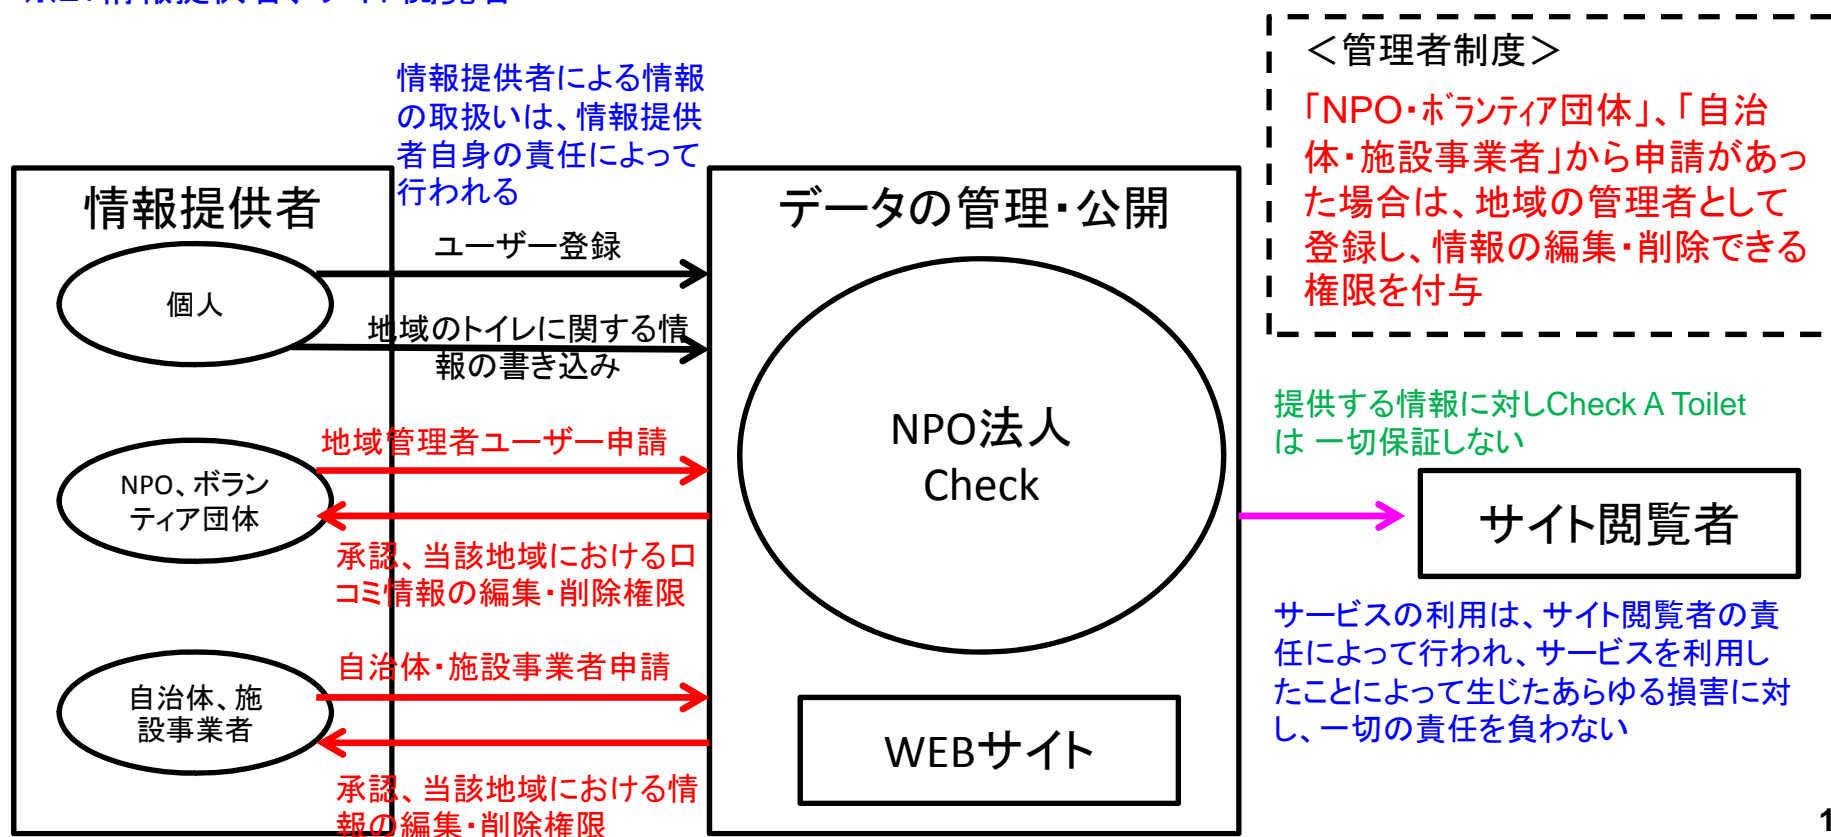 情報提供者による情報
の取扱いは、情報提供
者自身の責任によって
行われる
情報提供者
個人
NPO、ボラン
ティア団体
自治体、施
設事業者
ユーザー登録
地域のトイレに関する情
報の書き込み
地域管理者ユーザー申請
承認、当該地域における口
コミ情報の編集・削除権限
自治体・施設事業者申請
承認、当該地域における情
報の編集・削除権限
データの管理・公開
NPO法人
Check
WEBサイト
＜管理者制度＞
「NPO・ボランティア団体」、「自治
体・施設事業者」から申請があっ
た場合は、地域の管理者として
登録し、情報の編集・削除できる
権限を付与
提供する情報に対しCheck A Toilet
は 一切保証しない
サイト閲覧者
サービスの利用は、サイト閲覧者の責
任によって行われ、サービスを利用し
たことによって生じたあらゆる損害に対
し、一切の責任を負わない
1